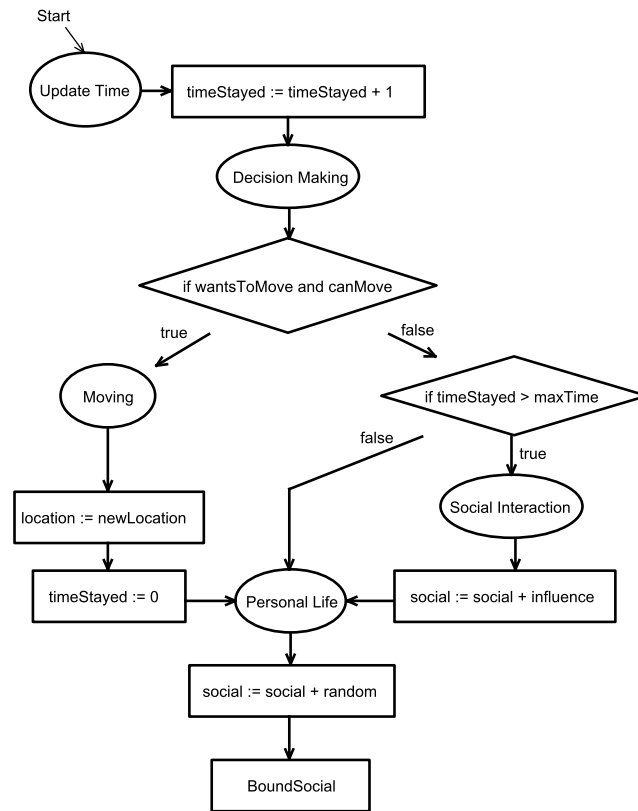 Start
Update Time
timeStayed := timeStayed + 1
Decision Making
if wantsToMove and canMove
true
false
Moving
if timeStayed > maxTime
false
true
Social Interaction
location := newLocation
timeStayed := 0
Personal Life
social := social + influence
social := social + random
BoundSocial